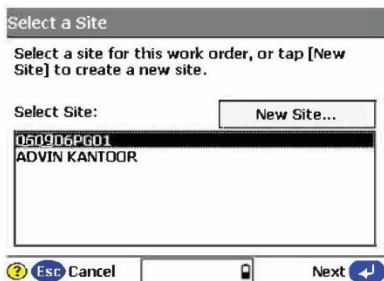 Select a Site
Select a site for this work order, or tap [New
Site] to create a new site.
Select Site:
New Site...
060906PG01
ADVIN KANTOOR
? Esc Cancel
Next